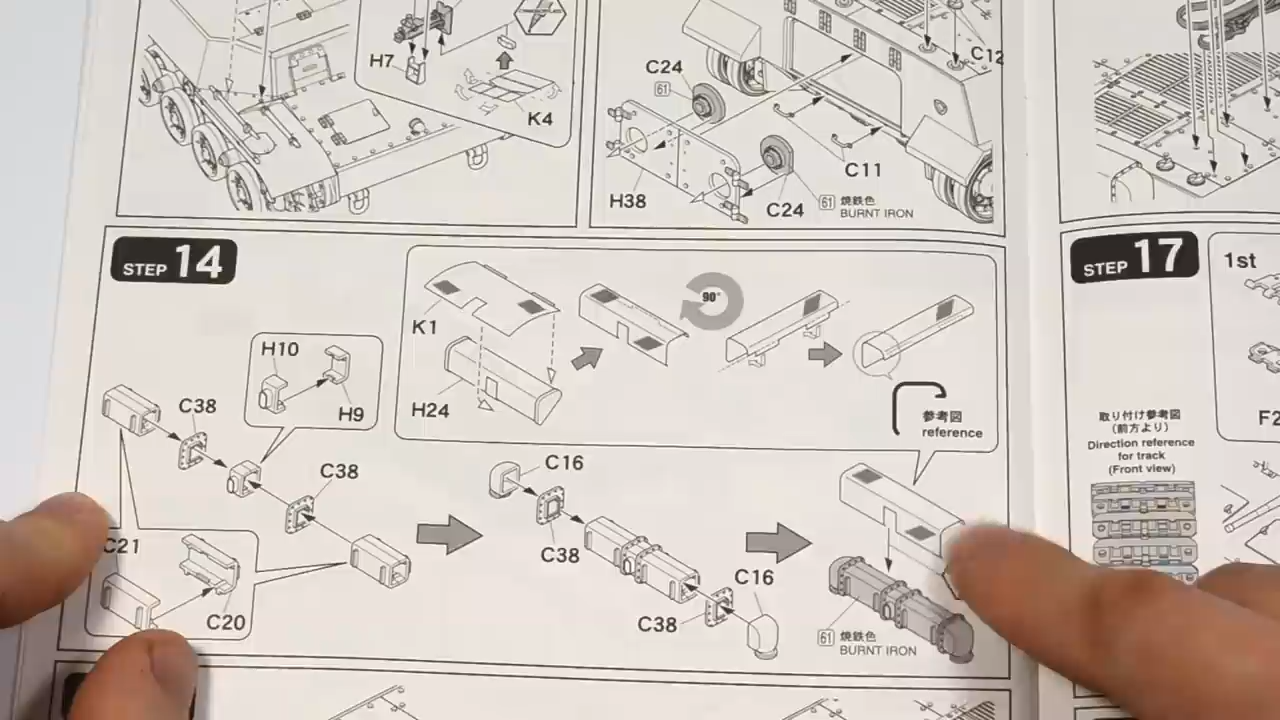 H7
K4
C24
61
C24
61 焼鉄色
BURNT IRON
H38
C11
C12
STEP 14
K1
H24
90°
参考図
reference
H10
H9
C38
C38
C21
C20
C16
C38
C16
C38
61 焼鉄色
BURNT IRON
STEP 17
1st
取り付け参考図
(前方より)
Direction reference
for track
(Front view)
F2